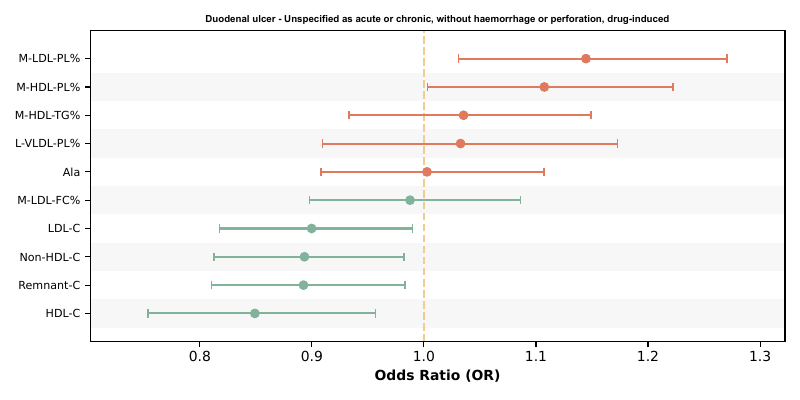 Duodenal ulcer - Unspecified as acute or chronic, without haemorrhage or perforation, drug-induced
M-LDL-PL%
M-HDL-PL%
M-HDL-TG%
L-VLDL-PL%
Ala
M-LDL-FC%
LDL-C
Non-HDL-C
Remnant-C
HDL-C
0.8 0.9 1.0 1.1 1.2 1.3
Odds Ratio (OR)